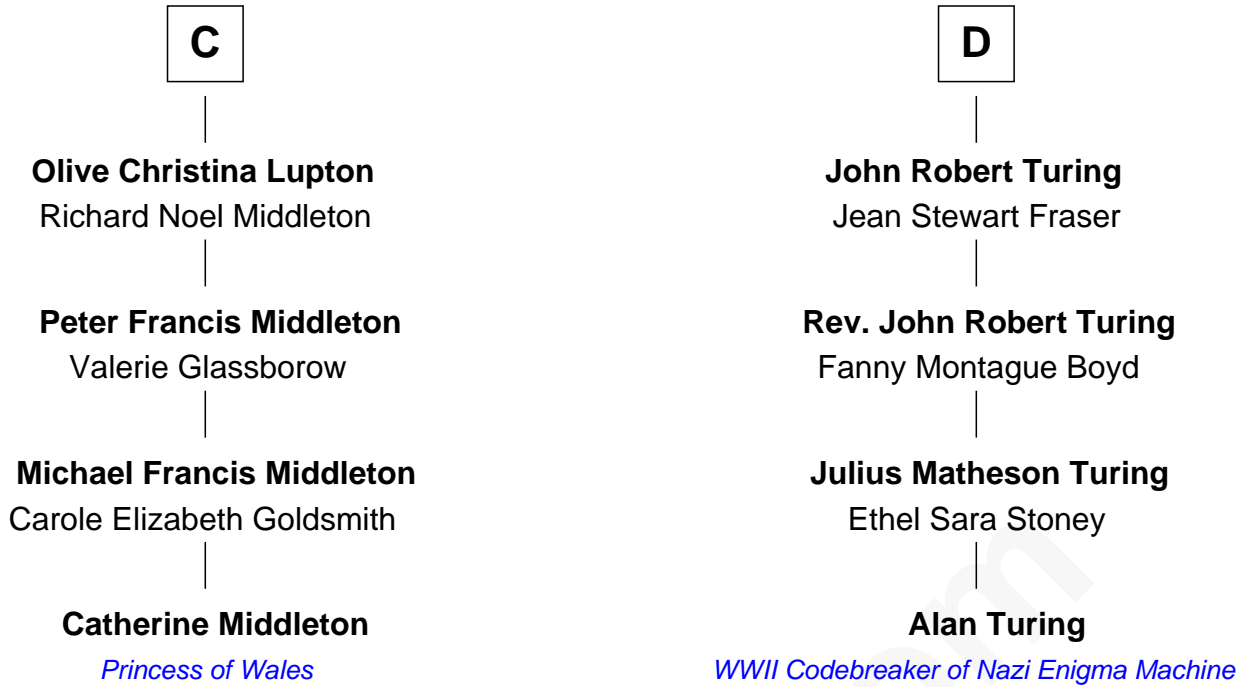 C
Olive Christina Lupton
Richard Noel Middleton
Peter Francis Middleton
Valerie Glassborow
Michael Francis Middleton
Carole Elizabeth Goldsmith
Catherine Middleton
Princess of Wales
D
John Robert Turing
Jean Stewart Fraser
Rev. John Robert Turing
Fanny Montague Boyd
Julius Matheson Turing
Ethel Sara Stoney
Alan Turing
WWII Codebreaker of Nazi Enigma Machine